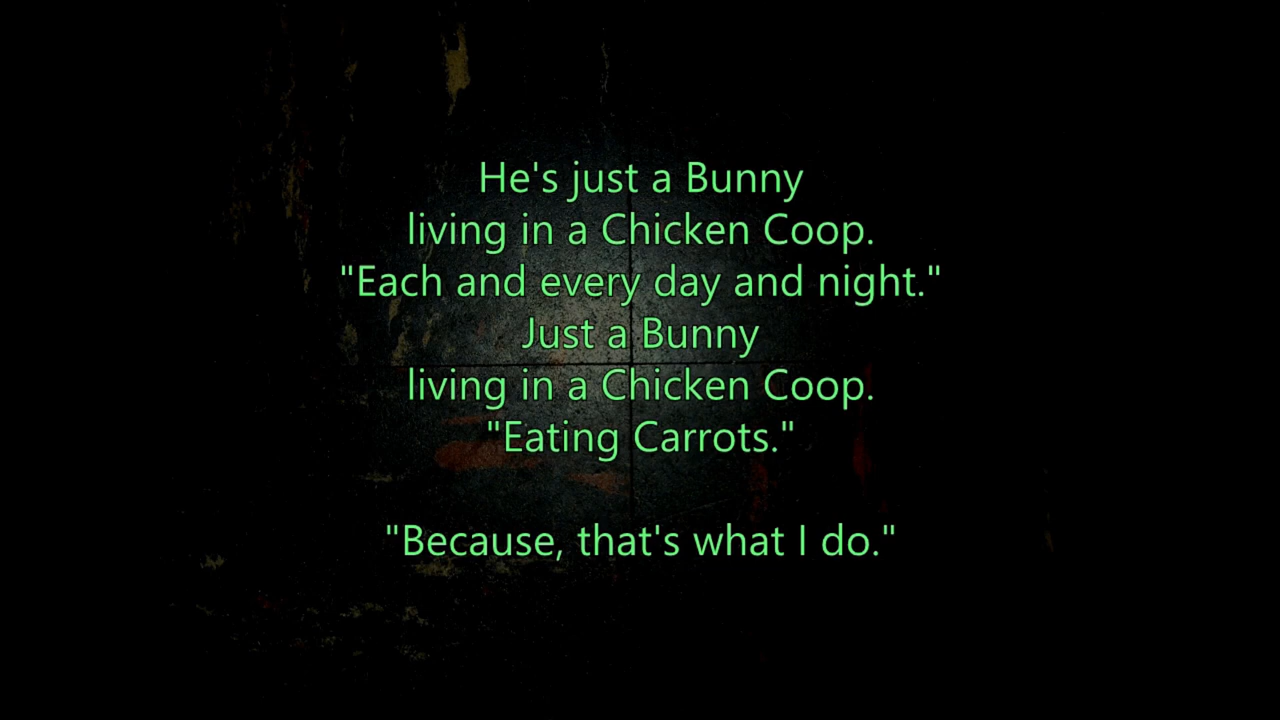 He's just a Bunny
living in a Chicken Coop.
"Each and every day and night."
Just a Bunny
living in a Chicken Coop.
"Eating Carrots."
"Because, that's what I do."